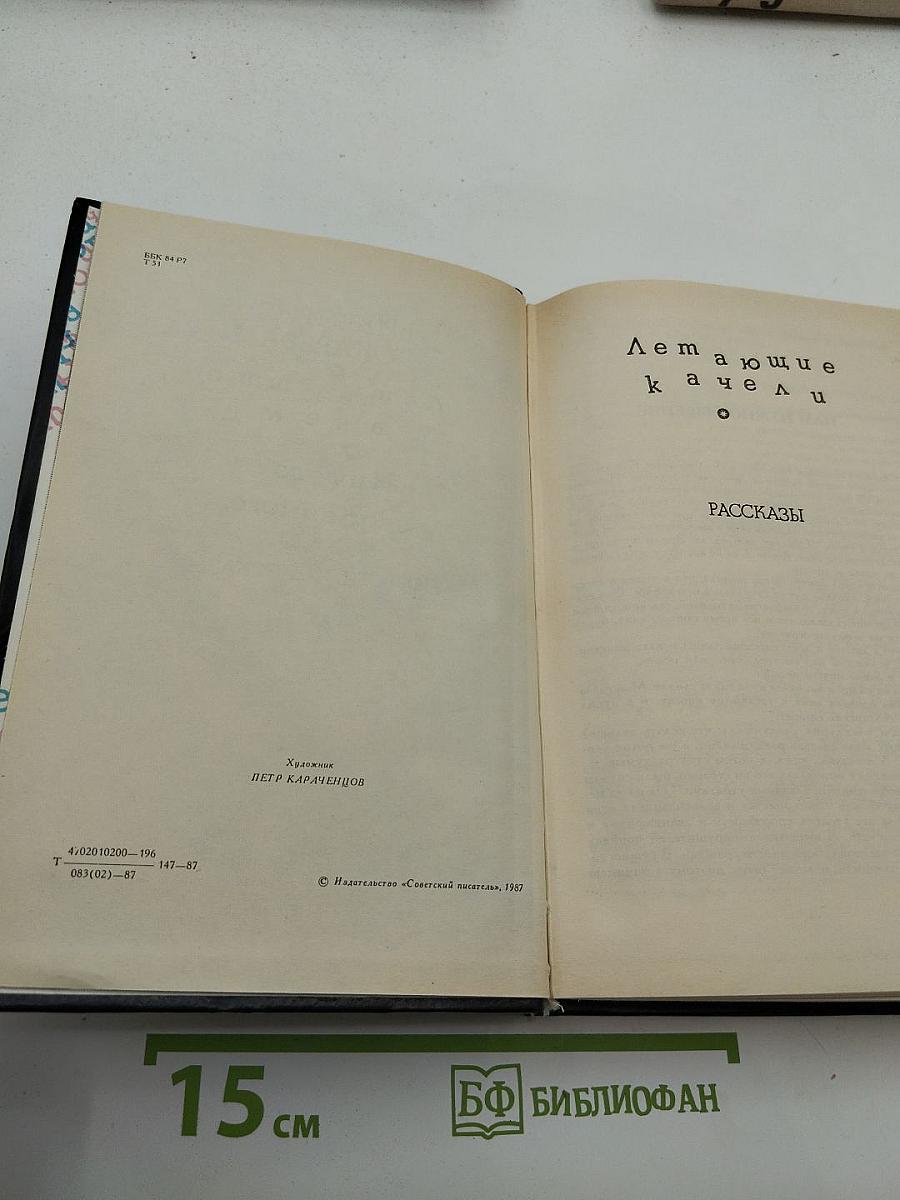 ББК 84 Р7
Т 51
Художник
ПЕТР КАРАЧЕНЦОВ
Т 4702010200—196 147—87
083(02)—87
© Издательство «Советский писатель», 1987
Летающие
качели
РАССКАЗЫ
15 см
БФ БИБЛИОФАН